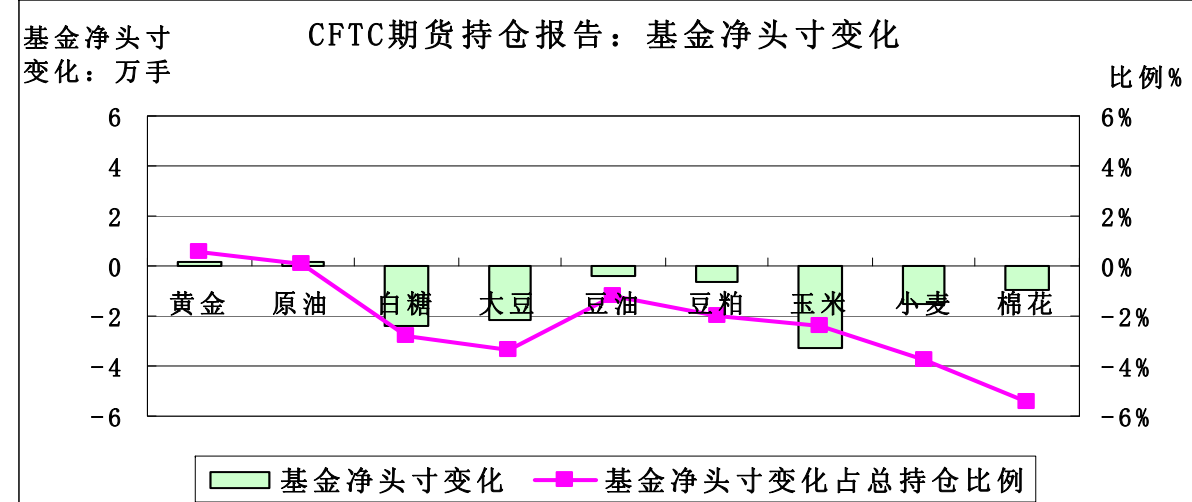 CFTC期货持仓报告：基金净头寸变化
基金净头寸
变化：万手
比例%
6 6%
4 4%
2 2%
0 0%
黄金 原油 白糖 大豆 豆油 豆粕 玉米 小麦 棉花
-2 -2%
-4 -4%
-6 -6%
基金净头寸变化 基金净头寸变化占总持仓比例